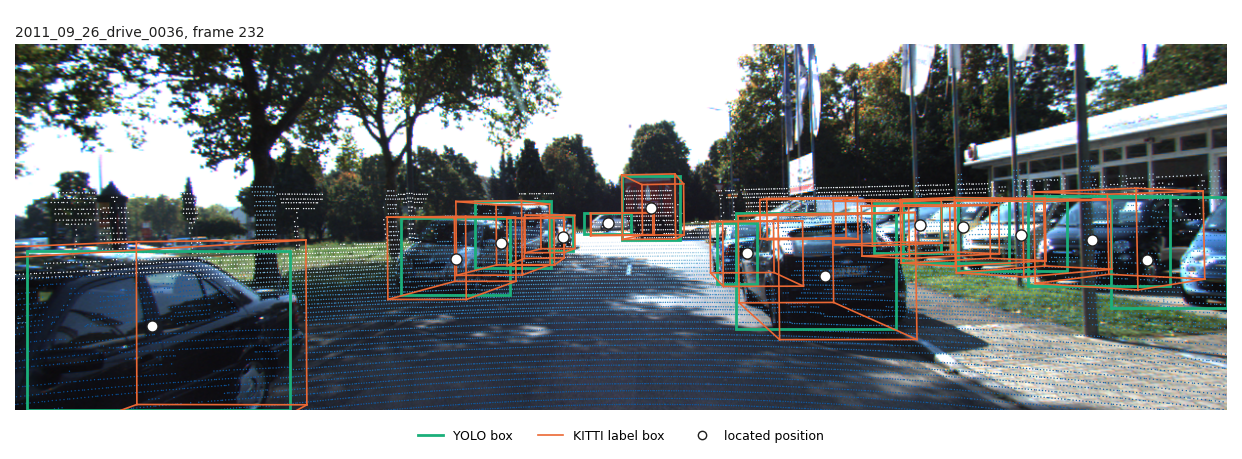 2011_09_26_drive_0036, frame 232
YOLO box
KITTI label box
located position